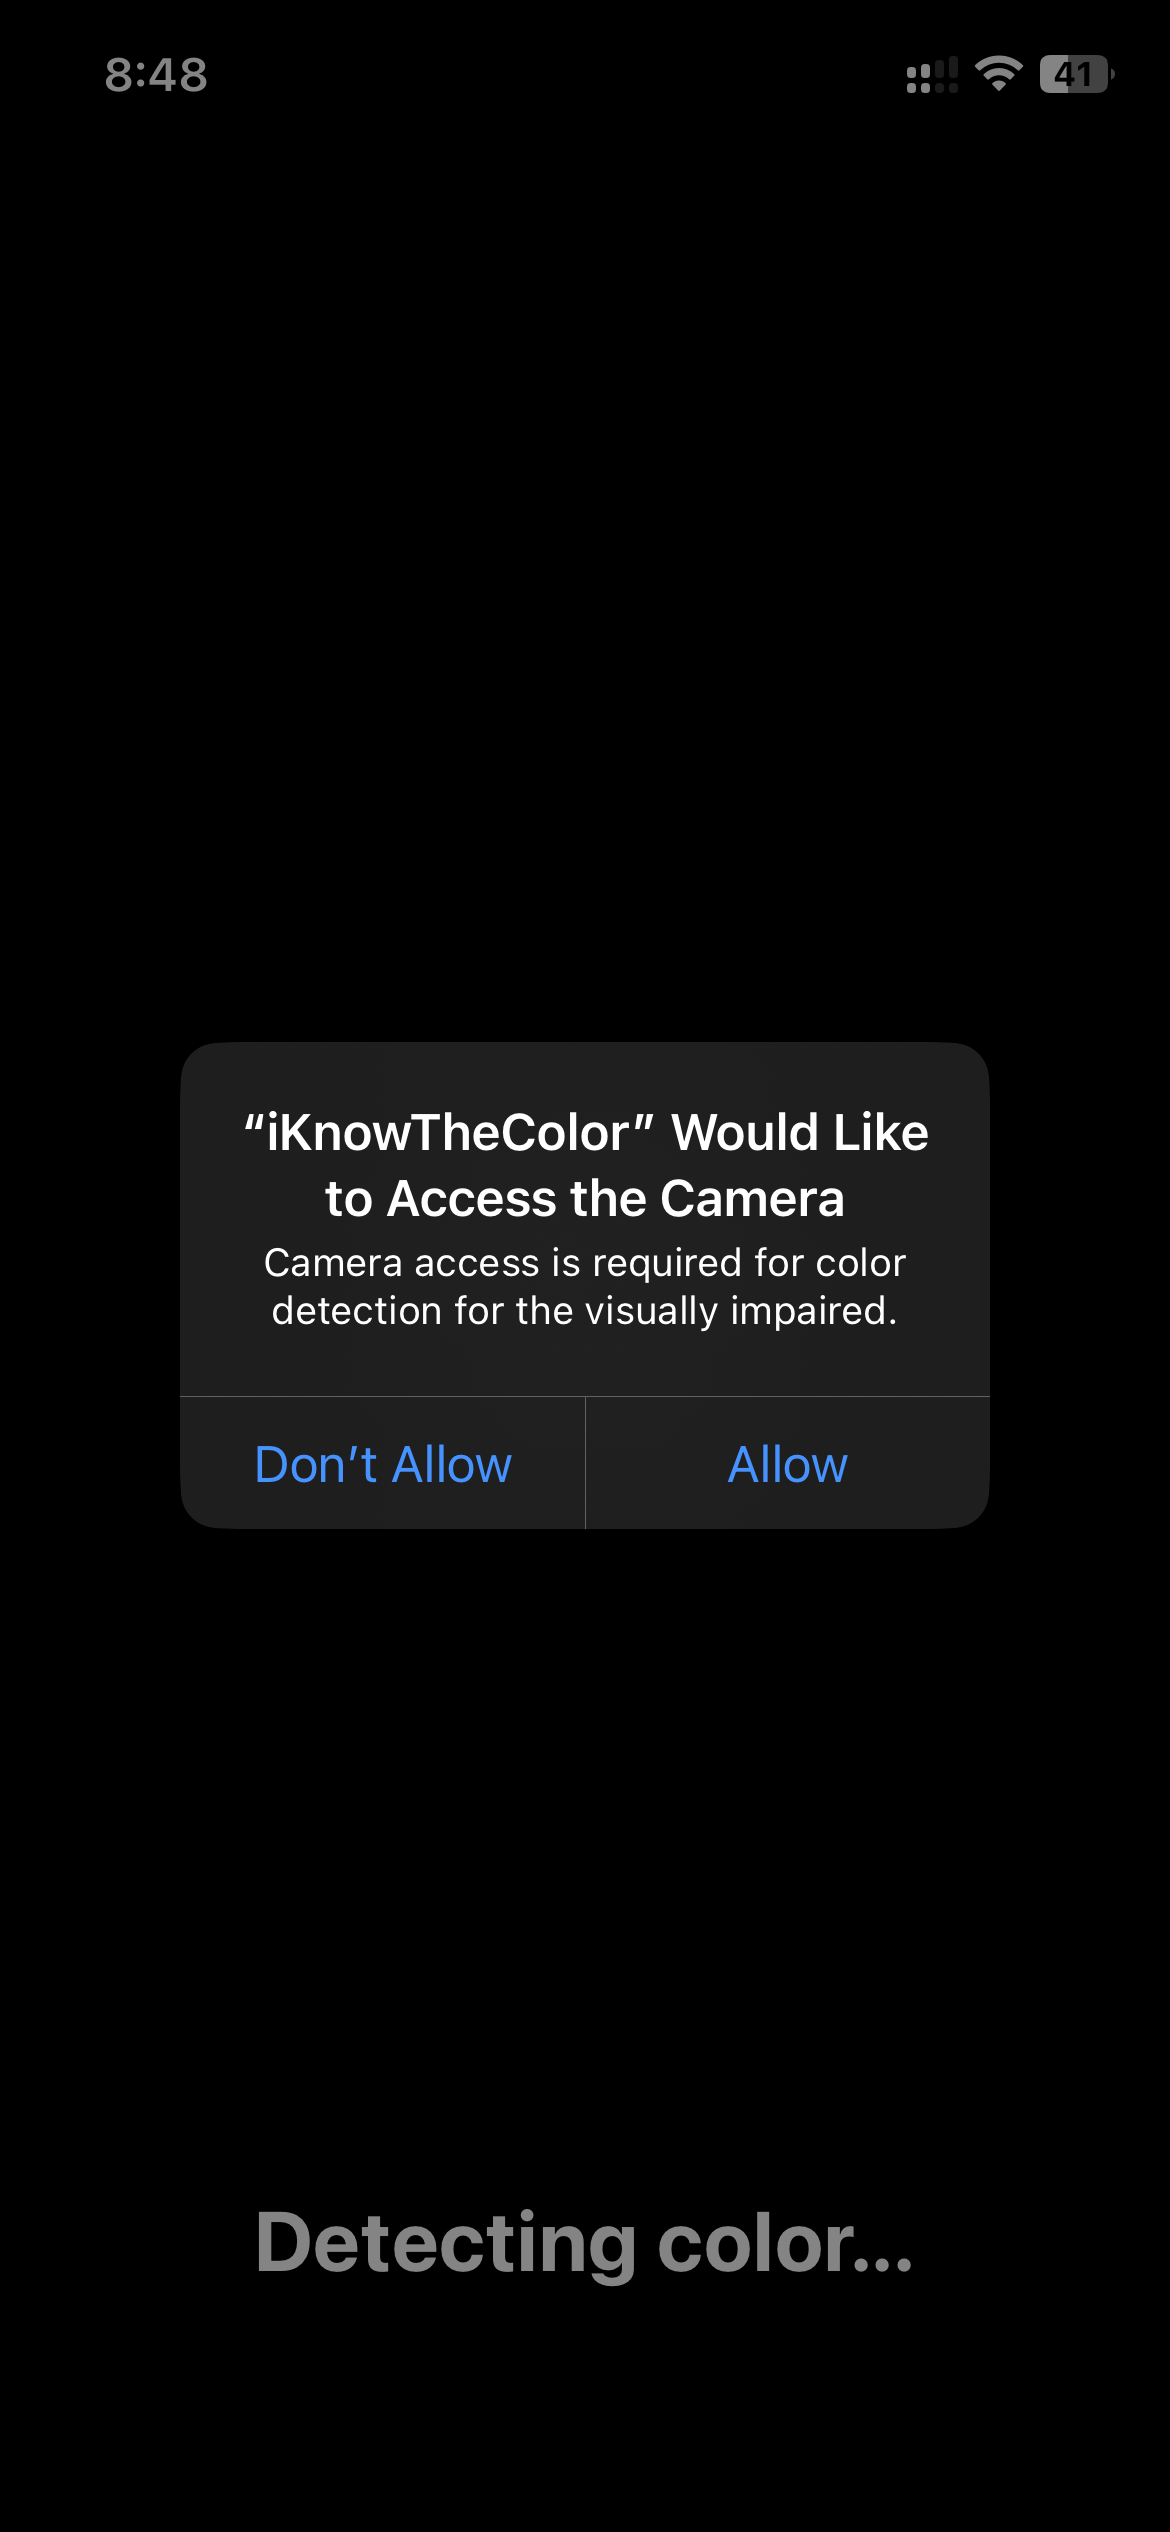 8:48
41
“iKnowTheColor” Would Like
to Access the Camera
Camera access is required for color
detection for the visually impaired.
Don’t Allow
Allow
Detecting color...